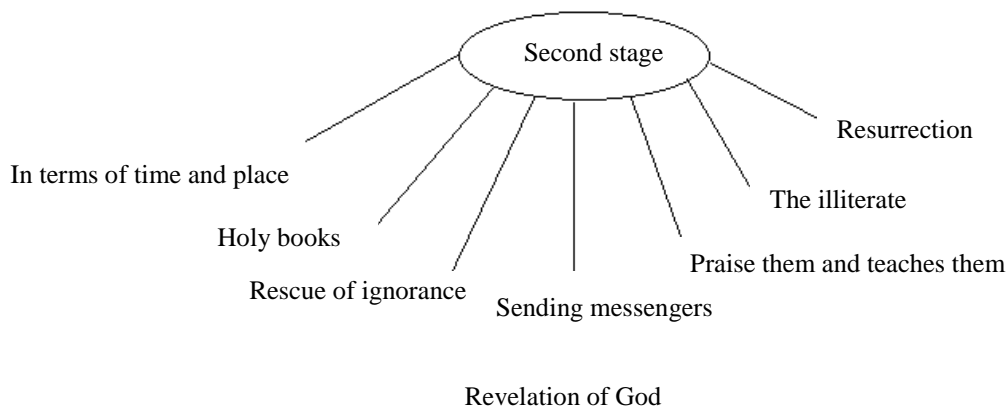 Second stage
Resurrection
In terms of time and place
The illiterate
Holy books
Praise them and teaches them
Rescue of ignorance
Sending messengers
Revelation of God